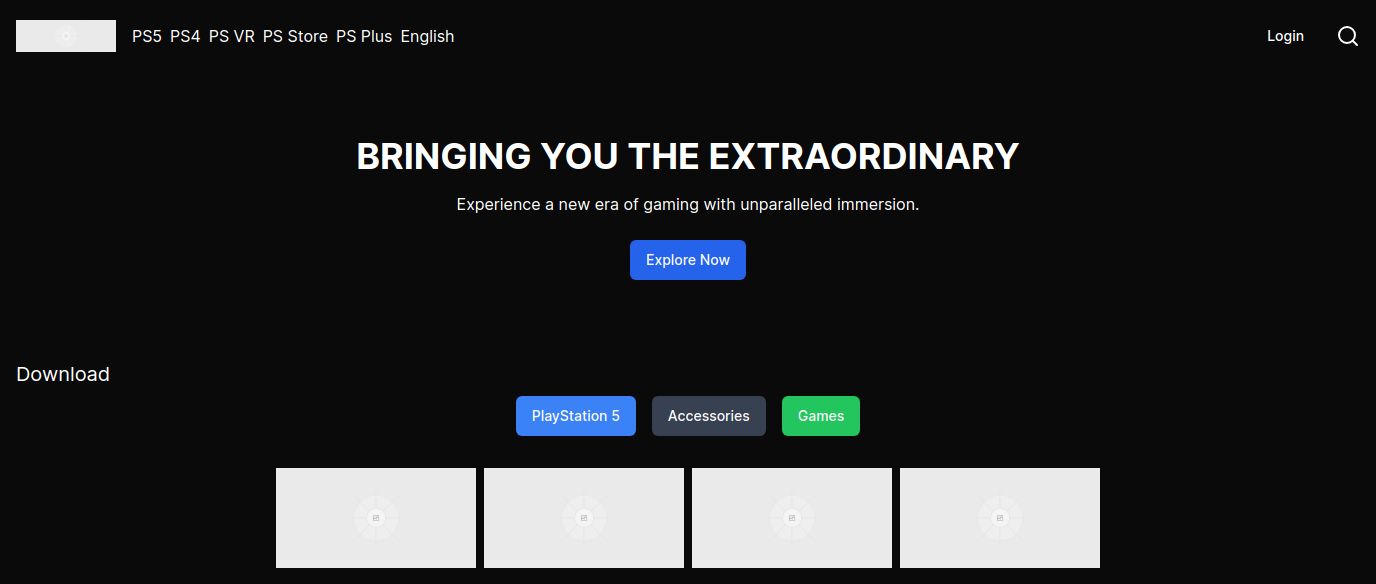 PS5 PS4 PS VR PS Store PS Plus English Login
BRINGING YOU THE EXTRAORDINARY
Experience a new era of gaming with unparalleled immersion.
Explore Now
Download
PlayStation 5 Accessories Games